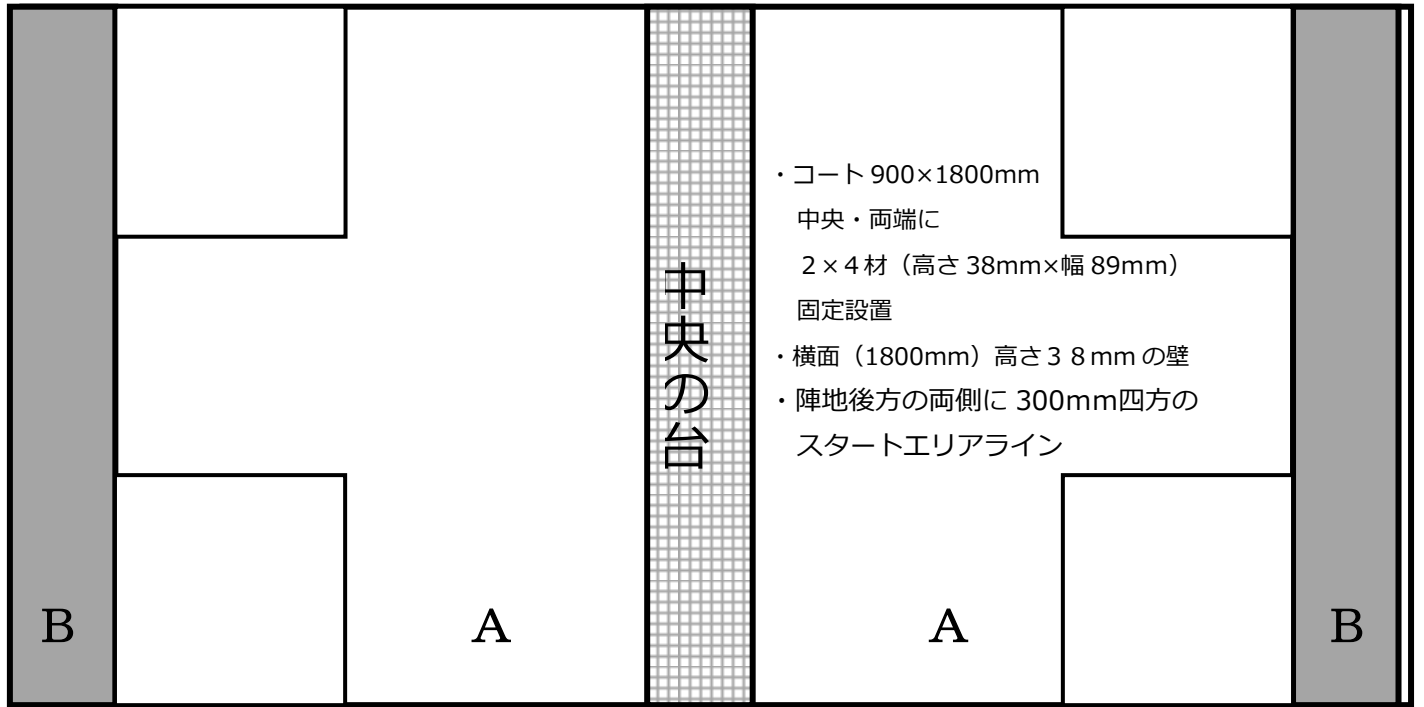 ・コート 900×1800mm
中央・両端に
２×４材（高さ 38mm×幅 89mm）
固定設置
・横面（1800mm）高さ３８mm の壁
・陣地後方の両側に 300mm四方の
スタートエリアライン
中央の台
B
A
A
B